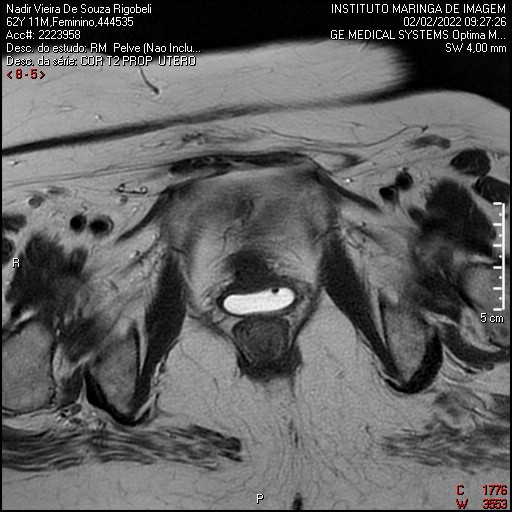 Nadir Vieira De Souza Rigobeli
62Y 11M,Feminino,444535
Acc#: 2223958
Desc. do estudo: RM  Pelve (Nao Inclu...
Desc. da série: COR T2 PROP  UTERO
<8-5>
INSTITUTO MARINGA DE IMAGEM
02/02/2022 09:27:26
GE MEDICAL SYSTEMS Optima M...
SW 4,00 mm
R
5 cm
P
C 1776
W 3553